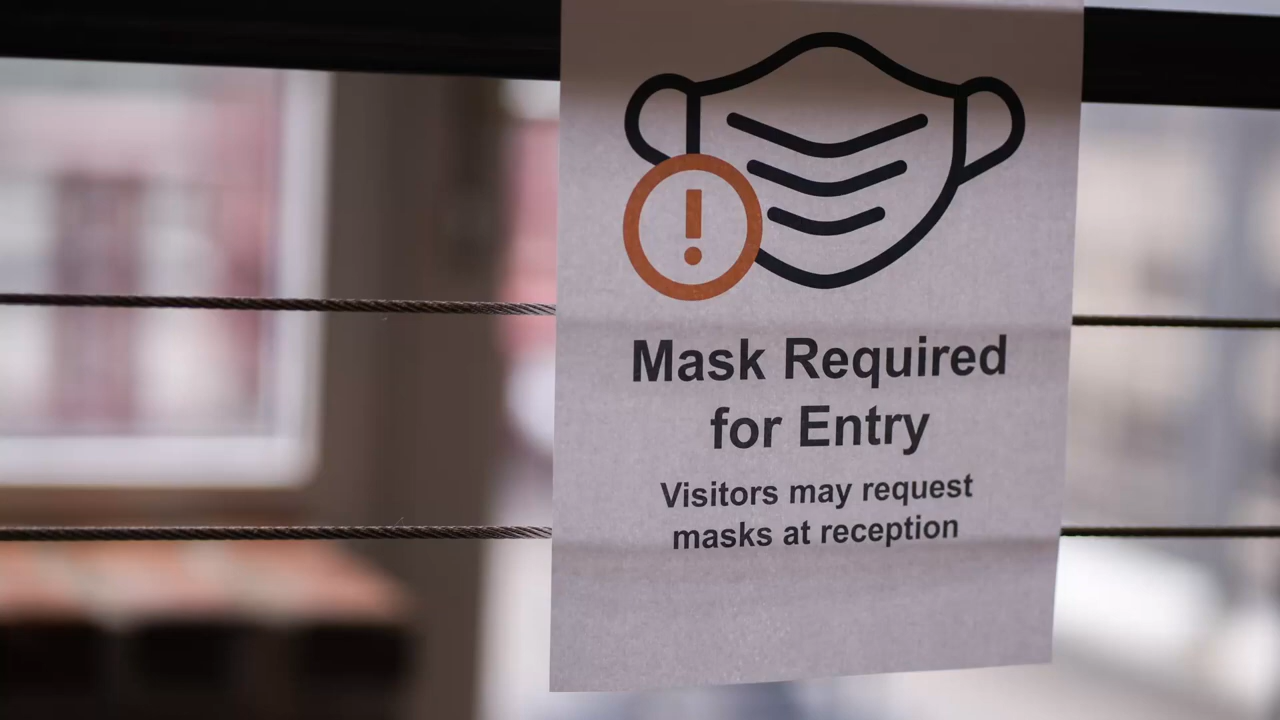 Mask Required
for Entry
Visitors may request
masks at reception